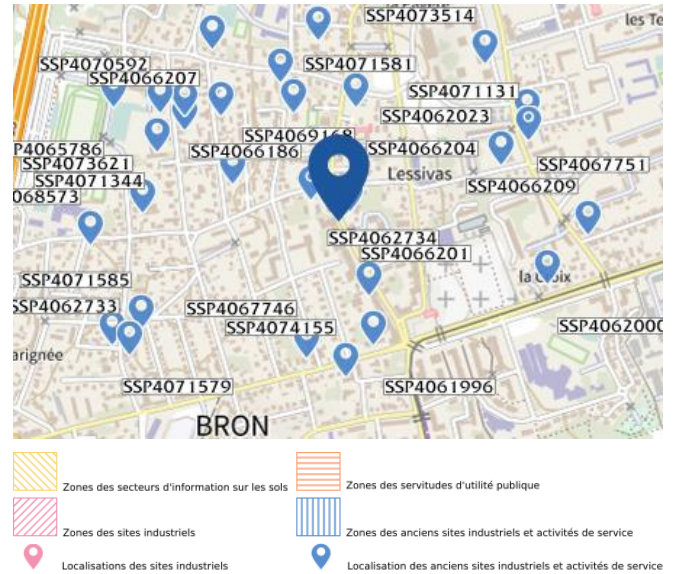 SSP4073514
les Te
SSP4070592
SSP4071581
SSP4066207
SSP4071131
SSP4062023
SSP4069168
P4065786
SSP4066186
SSP4066204
SSP4073621
SSP4067751
Lessivas
SSP4071344
SSP4066209
068573
SSP4062734
SSP4066201
SSP4071585
la Croix
SSP4062733
SSP4067746
SSP4074155
SSP4062000
arignée
SSP4071579
SSP4061996
BRON
Zones des secteurs d'information sur les sols
Zones des servitudes d'utilité publique
Zones des sites industriels
Zones des anciens sites industriels et activités de service
Localisations des sites industriels
Localisation des anciens sites industriels et activités de service